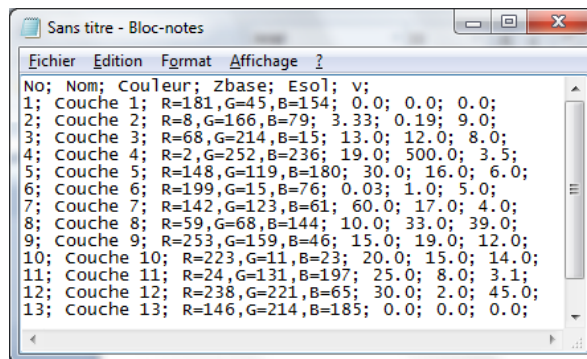 Sans titre - Bloc-notes
Fichier Edition Format Affichage ?
No; Nom; Couleur; Zbase; Esol; v;
1; Couche 1; R=181,G=45,B=154; 0.0; 0.0; 0.0;
2; Couche 2; R=8,G=166,B=79; 3.33; 0.19; 9.0;
3; Couche 3; R=68,G=214,B=15; 13.0; 12.0; 8.0;
4; Couche 4; R=2,G=252,B=236; 19.0; 500.0; 3.5;
5; Couche 5; R=148,G=119,B=180; 30.0; 16.0; 6.0;
6; Couche 6; R=199,G=15,B=76; 0.03; 1.0; 5.0;
7; Couche 7; R=142,G=123,B=61; 60.0; 17.0; 4.0;
8; Couche 8; R=59,G=68,B=144; 10.0; 33.0; 39.0;
9; Couche 9; R=253,G=159,B=46; 15.0; 19.0; 12.0;
10; Couche 10; R=223,G=11,B=23; 20.0; 15.0; 14.0;
11; Couche 11; R=24,G=131,B=197; 25.0; 8.0; 3.1;
12; Couche 12; R=238,G=221,B=65; 30.0; 2.0; 45.0;
13; Couche 13; R=146,G=214,B=185; 0.0; 0.0; 0.0;